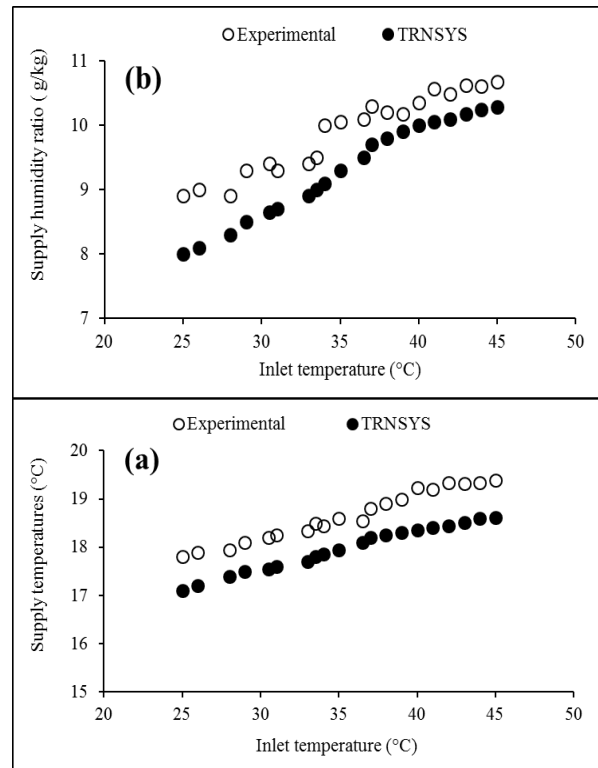 ○ Experimental ● TRNSYS
(b)
Supply humidity ratio ( g/kg)
11
10
9
8
7
20 25 30 35 40 45 50
Inlet temperature (°C)
○ Experimental ● TRNSYS
(a)
Supply temperatures (°C)
20
19
18
17
16
15
20 25 30 35 40 45 50
Inlet temperature (°C)